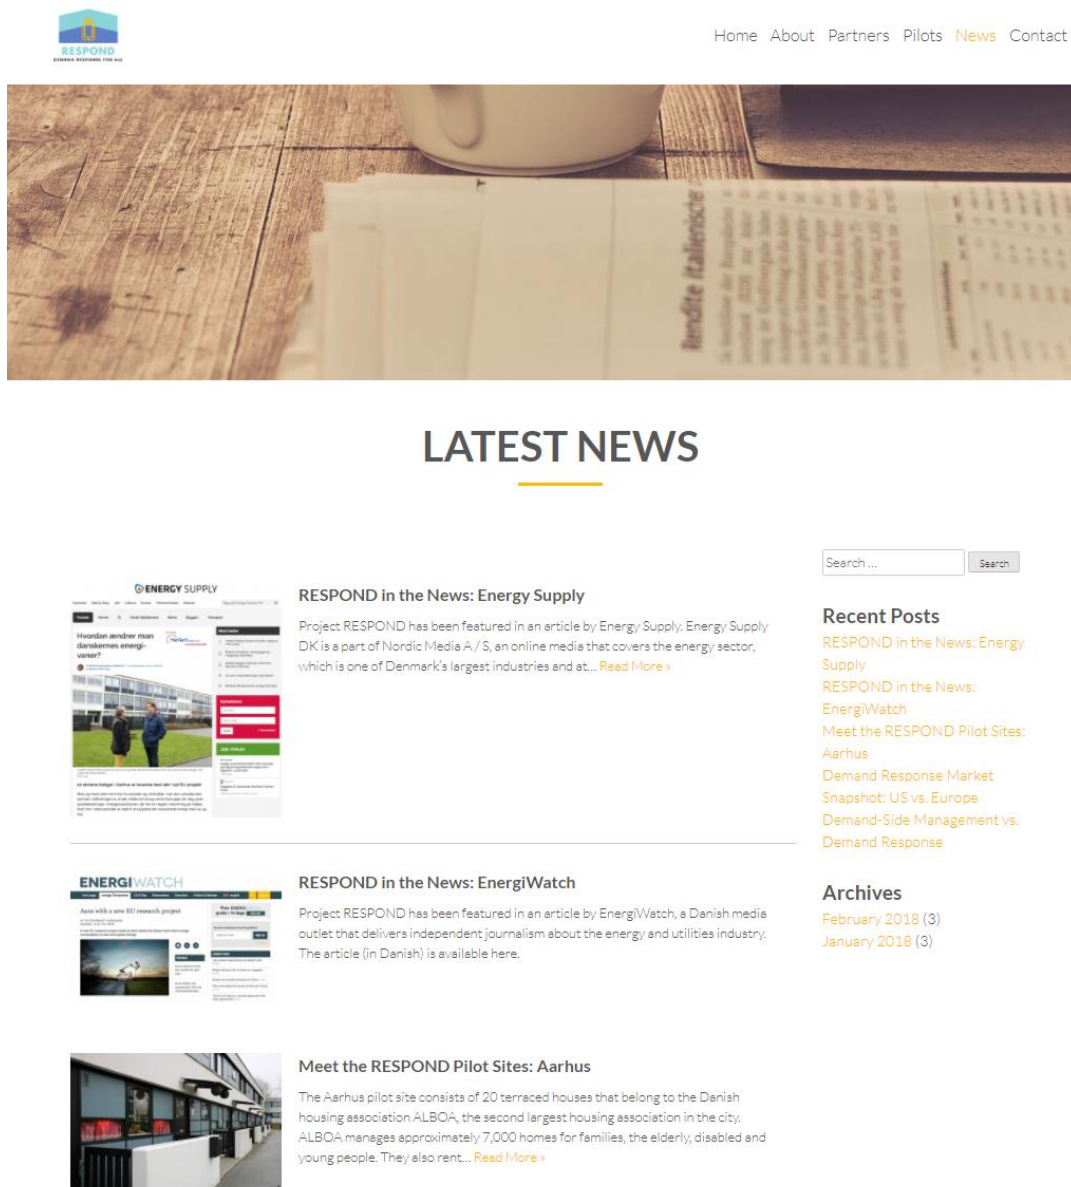 RESPOND
DEMAND RESPONSE FOR ALL
Home About Partners Pilots News Contact
Rendite italienische
LATEST NEWS
Search ...
Search
ENERGY SUPPLY
Hvordan ændrer man
danskernes energi-
vaner?
RESPOND in the News: Energy Supply
Project RESPOND has been featured in an article by Energy Supply. Energy Supply
DK is a part of Nordic Media A / S, an online media that covers the energy sector,
which is one of Denmark's largest industries and at... Read More »
ENERGIWATCH
Aans with a new EU research project
RESPOND in the News: EnergiWatch
Project RESPOND has been featured in an article by EnergiWatch, a Danish media
outlet that delivers independent journalism about the energy and utilities industry.
The article (in Danish) is available here.
Meet the RESPOND Pilot Sites: Aarhus
The Aarhus pilot site consists of 20 terraced houses that belong to the Danish
housing association ALBOA, the second largest housing association in the city.
ALBOA manages approximately 7,000 homes for families, the elderly, disabled and
young people. They also rent... Read More »
Recent Posts
RESPOND in the News: Energy
Supply
RESPOND in the News:
EnergiWatch
Meet the RESPOND Pilot Sites:
Aarhus
Demand Response Market
Snapshot: US vs. Europe
Demand-Side Management vs.
Demand Response
Archives
February 2018 (3)
January 2018 (3)